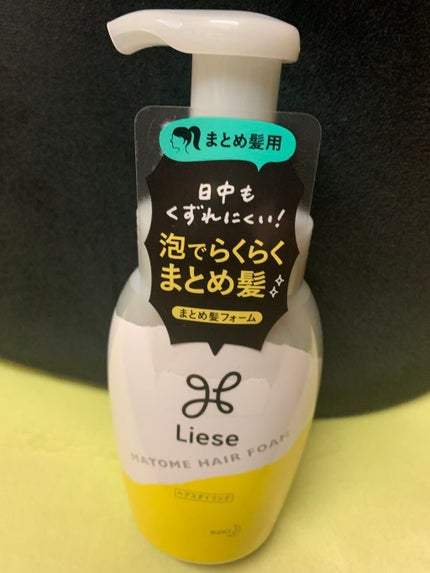 まとめ髪用
日中も
くずれにくい!
泡でらくらく
まとめ髪
まとめ髪フォーム
Liese
MATOME HAIR FOAM
ヘアスタイリング
Kao